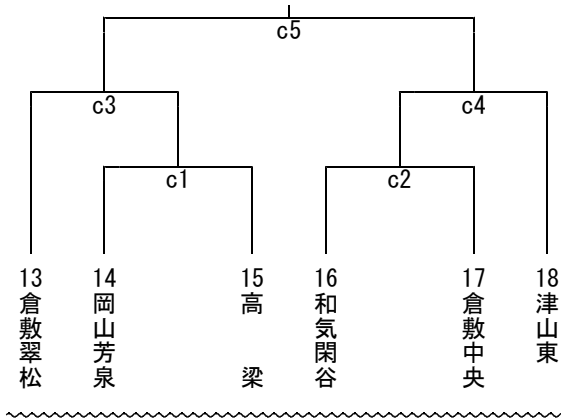 c5
c3
c4
c1
c2
13 倉敷翠松
14 岡山芳泉
15 高梁
16 和気閑谷
17 倉敷中央
18 津山東